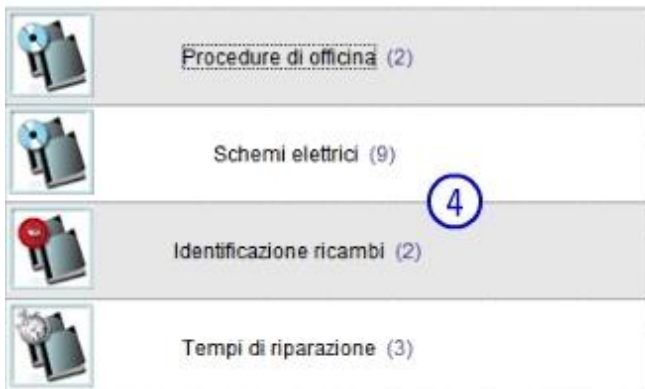 Procedure di officina (2)
Schemi elettrici (9)
4
Identificazione ricambi (2)
Tempi di riparazione (3)